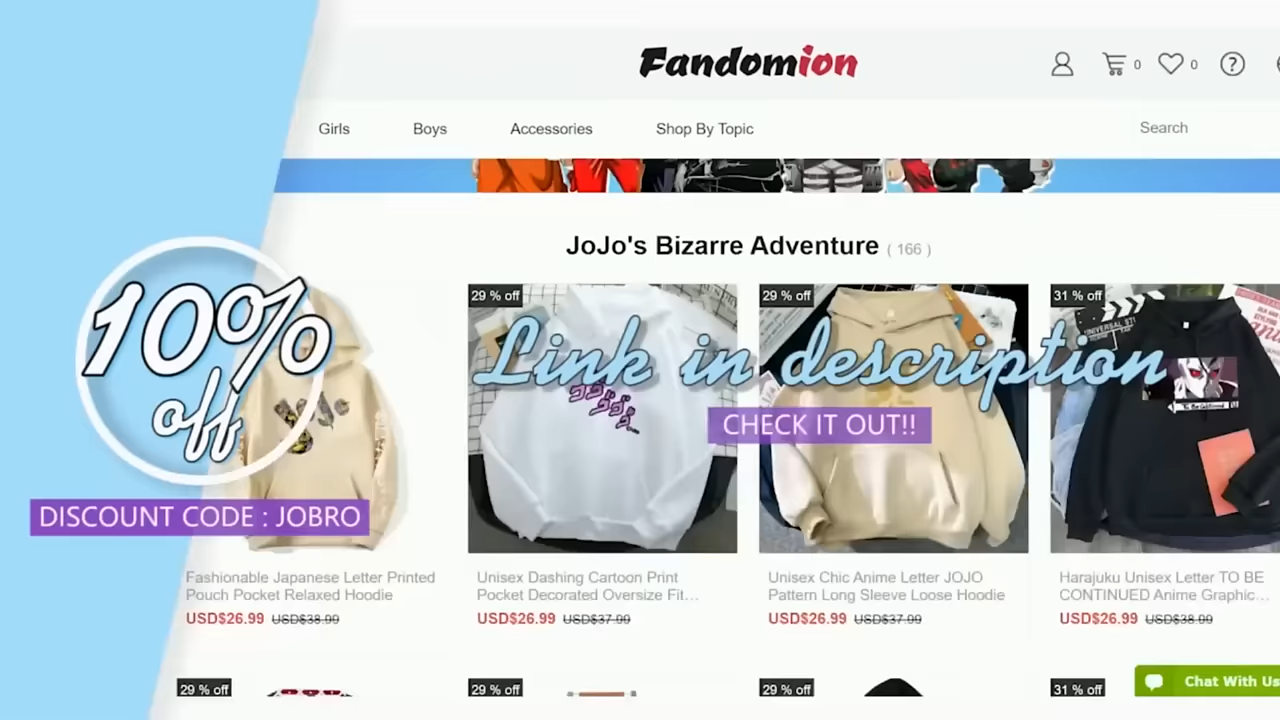 Fandomion
0
0
Girls
Boys
Accessories
Shop By Topic
Search
JoJo's Bizarre Adventure ( 166 )
29 % off
29 % off
31 % off
10%
off
Link in description
CHECK IT OUT!!
ゴゴ
ゴゴゴ
DISCOUNT CODE : JOBRO
Fashionable Japanese Letter Printed
Pouch Pocket Relaxed Hoodie
USD$26.99 USD$38.99
Unisex Dashing Cartoon Print
Pocket Decorated Oversize Fit...
USD$26.99 USD$37.99
Unisex Chic Anime Letter JOJO
Pattern Long Sleeve Loose Hoodie
USD$26.99 USD$37.99
Harajuku Unisex Letter TO BE
CONTINUED Anime Graphic...
USD$26.99 USD$38.99
29 % off
29 % off
29 % off
31 % off
Chat With Us